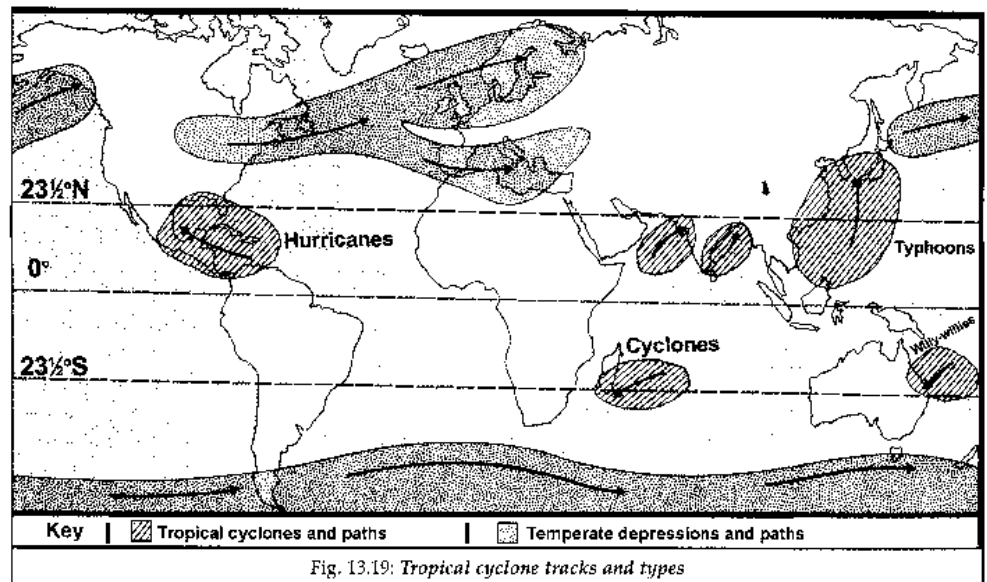 23½°N
Hurricanes
Typhoons
0°
Willy-willies
Cyclones
23½°S
Key
Tropical cyclones and paths
Temperate depressions and paths
Fig. 13.19: Tropical cyclone tracks and types